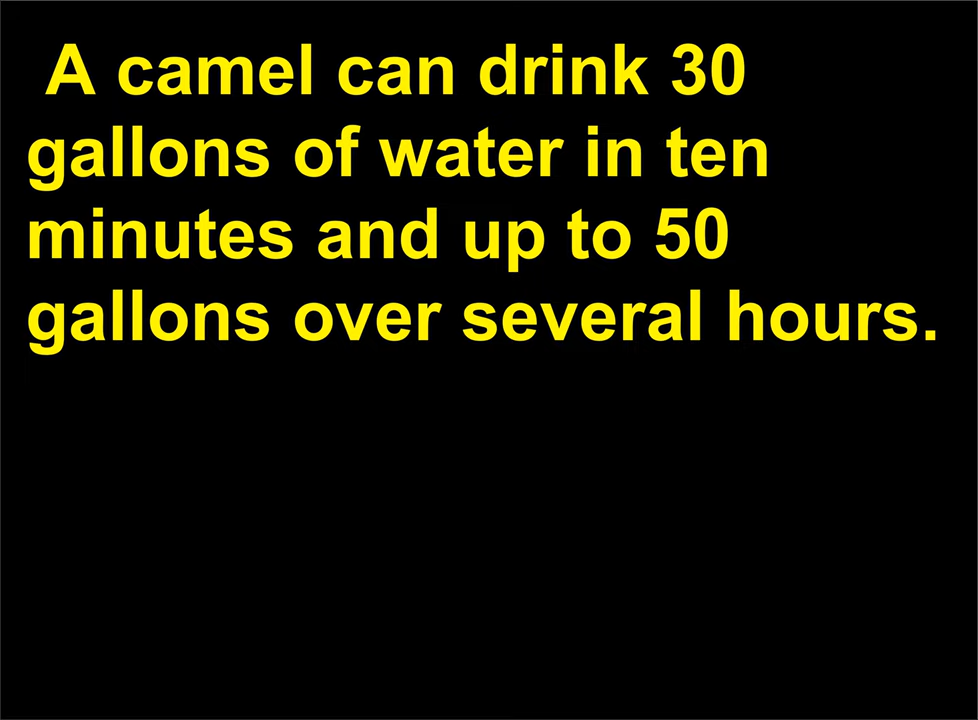 A camel can drink 30
gallons of water in ten
minutes and up to 50
gallons over several hours.